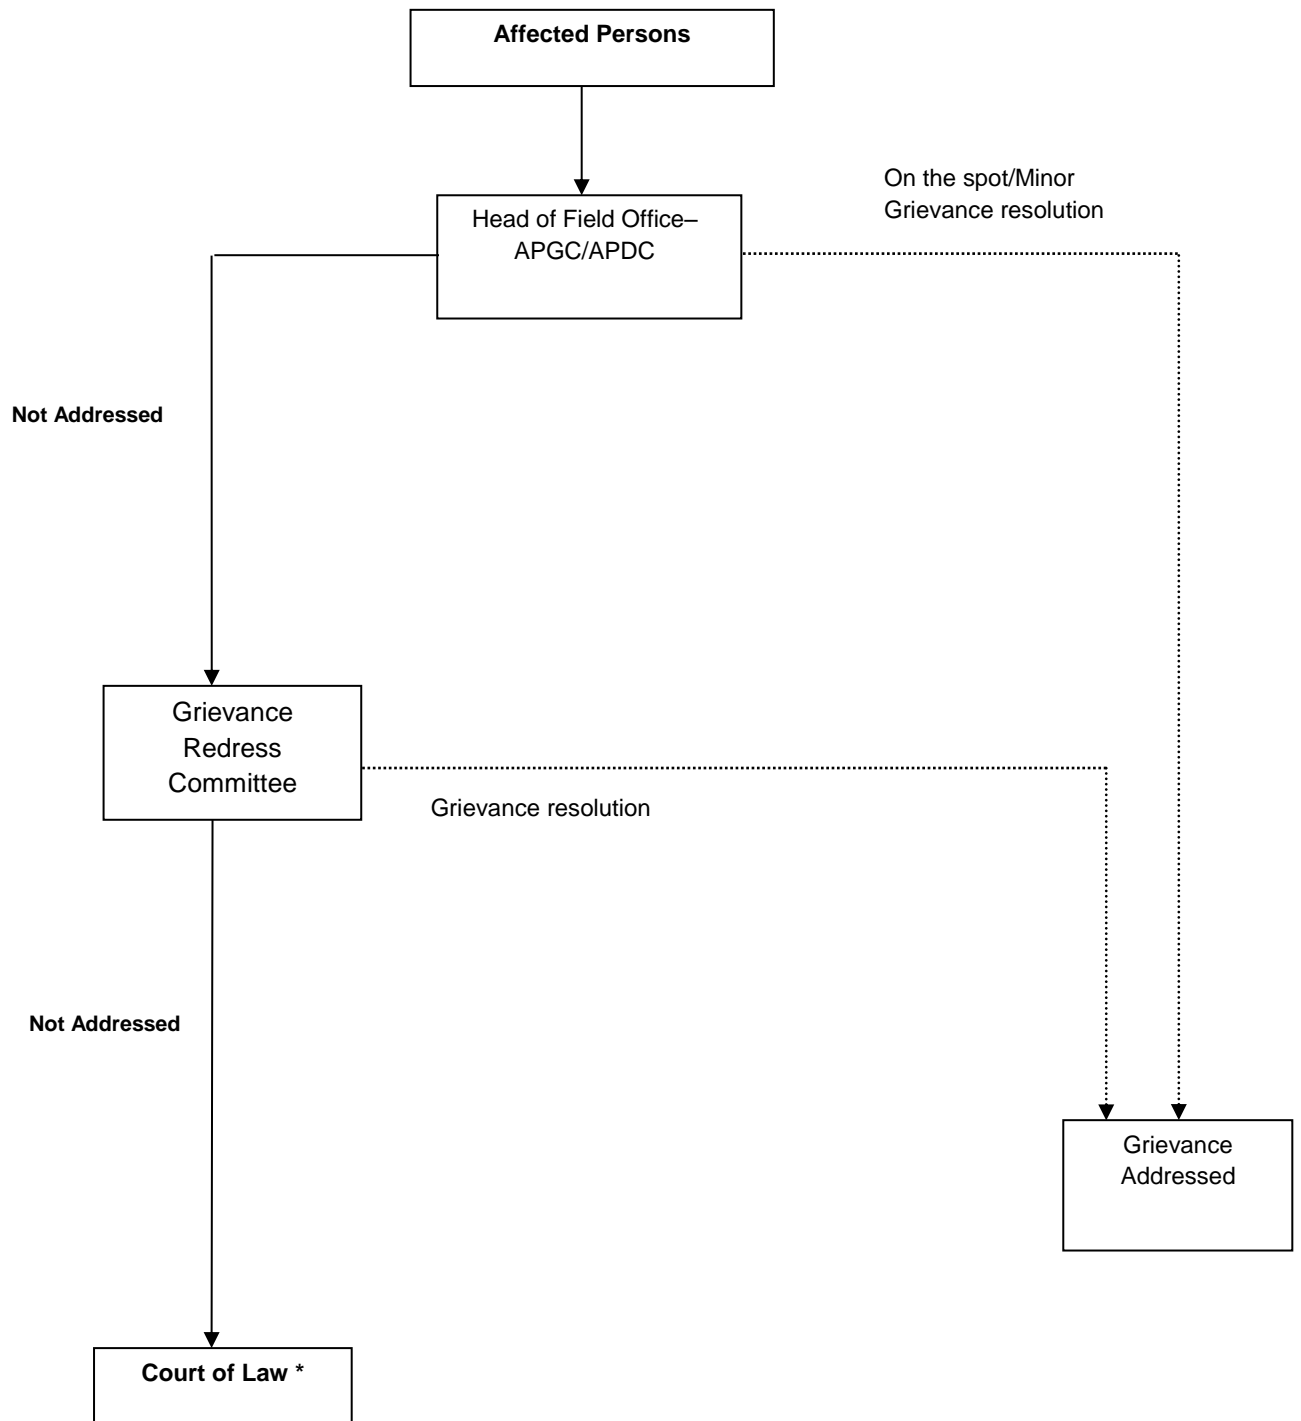 Affected Persons
On the spot/Minor
Grievance resolution
Head of Field Office–
APGC/APDC
Not Addressed
Grievance
Redress
Committee
Grievance resolution
Not Addressed
Grievance
Addressed
Court of Law *